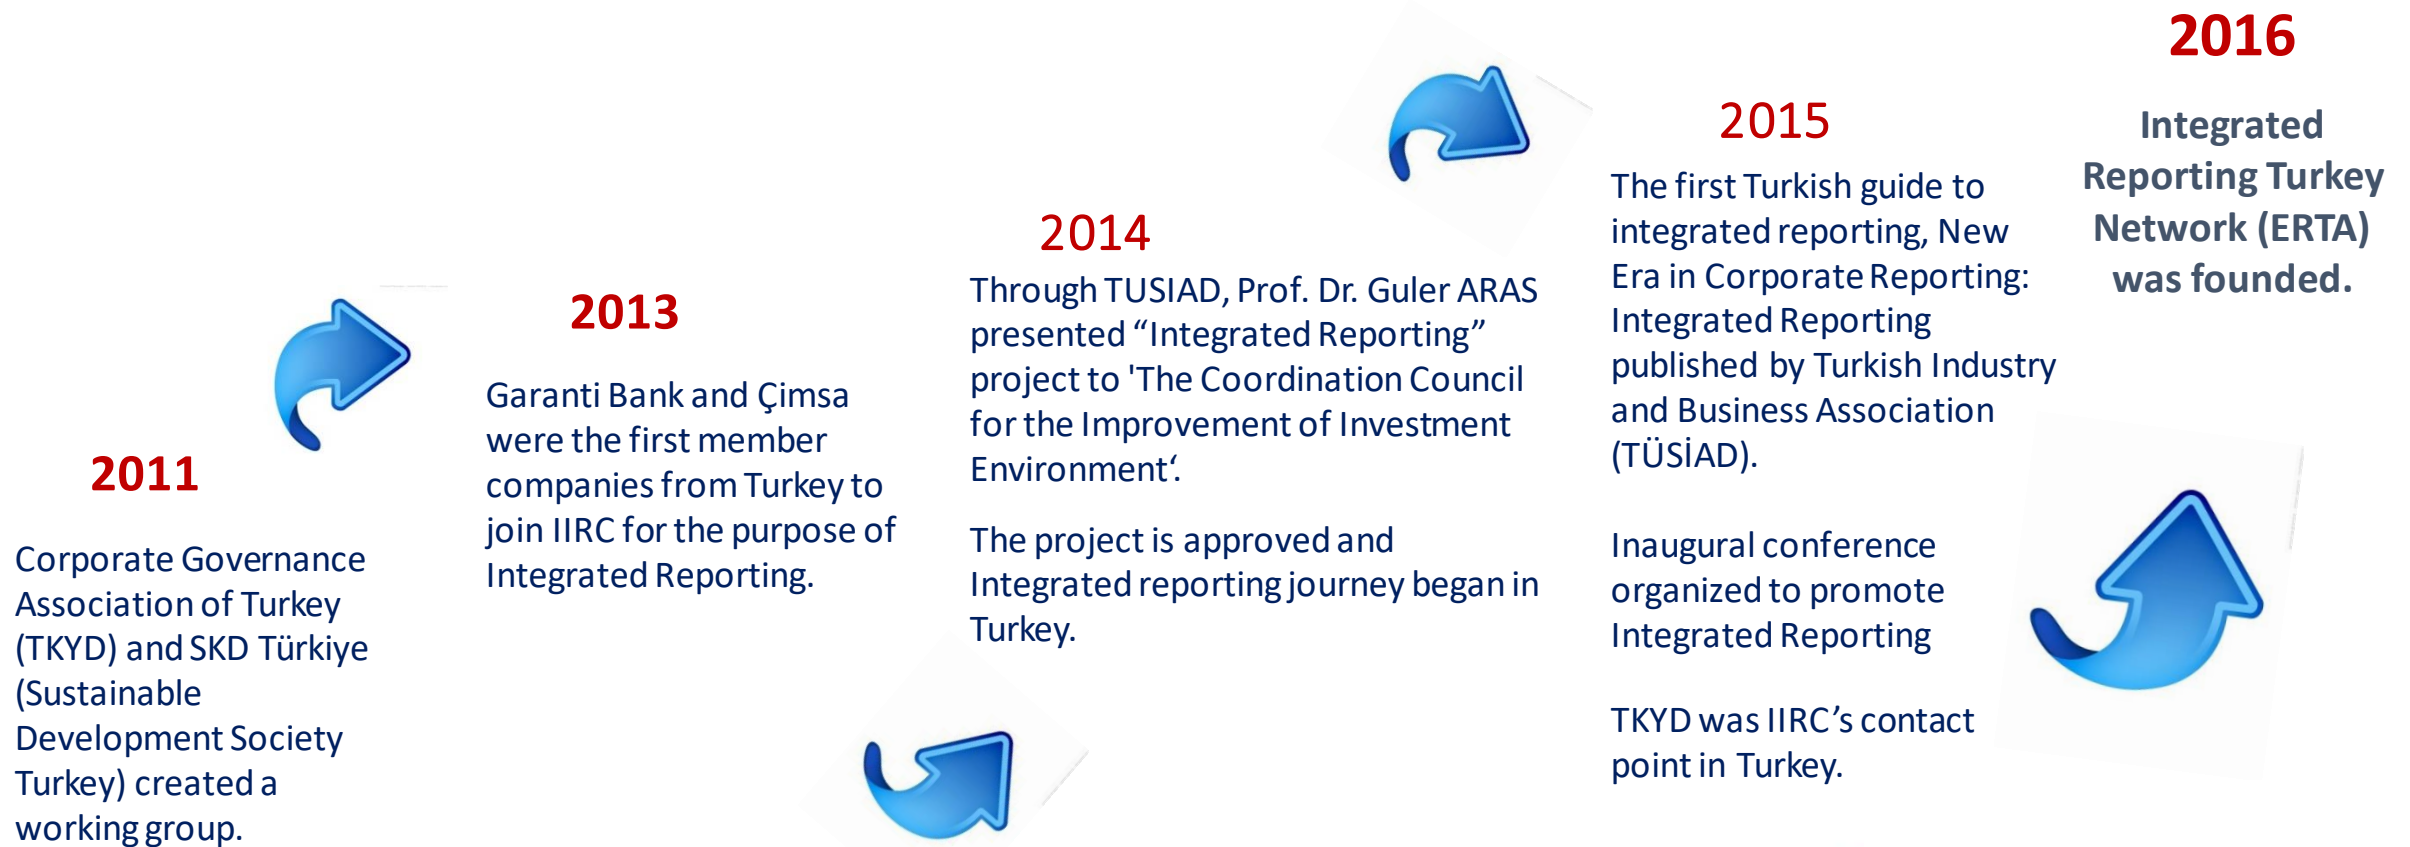 2011
Corporate Governance
Association of Turkey
(TKYD) and SKD Türkiye
(Sustainable
Development Society
Turkey) created a
working group.
2013
Garanti Bank and Çimsa
were the first member
companies from Turkey to
join IIRC for the purpose of
Integrated Reporting.
2014
Through TUSIAD, Prof. Dr. Guler ARAS
presented “Integrated Reporting”
project to 'The Coordination Council
for the Improvement of Investment
Environment‘.
The project is approved and
Integrated reporting journey began in
Turkey.
2015
The first Turkish guide to
integrated reporting, New
Era in Corporate Reporting:
Integrated Reporting
published by Turkish Industry
and Business Association
(TÜSİAD).
Inaugural conference
organized to promote
Integrated Reporting
TKYD was IIRC’s contact
point in Turkey.
2016
Integrated
Reporting Turkey
Network (ERTA)
was founded.